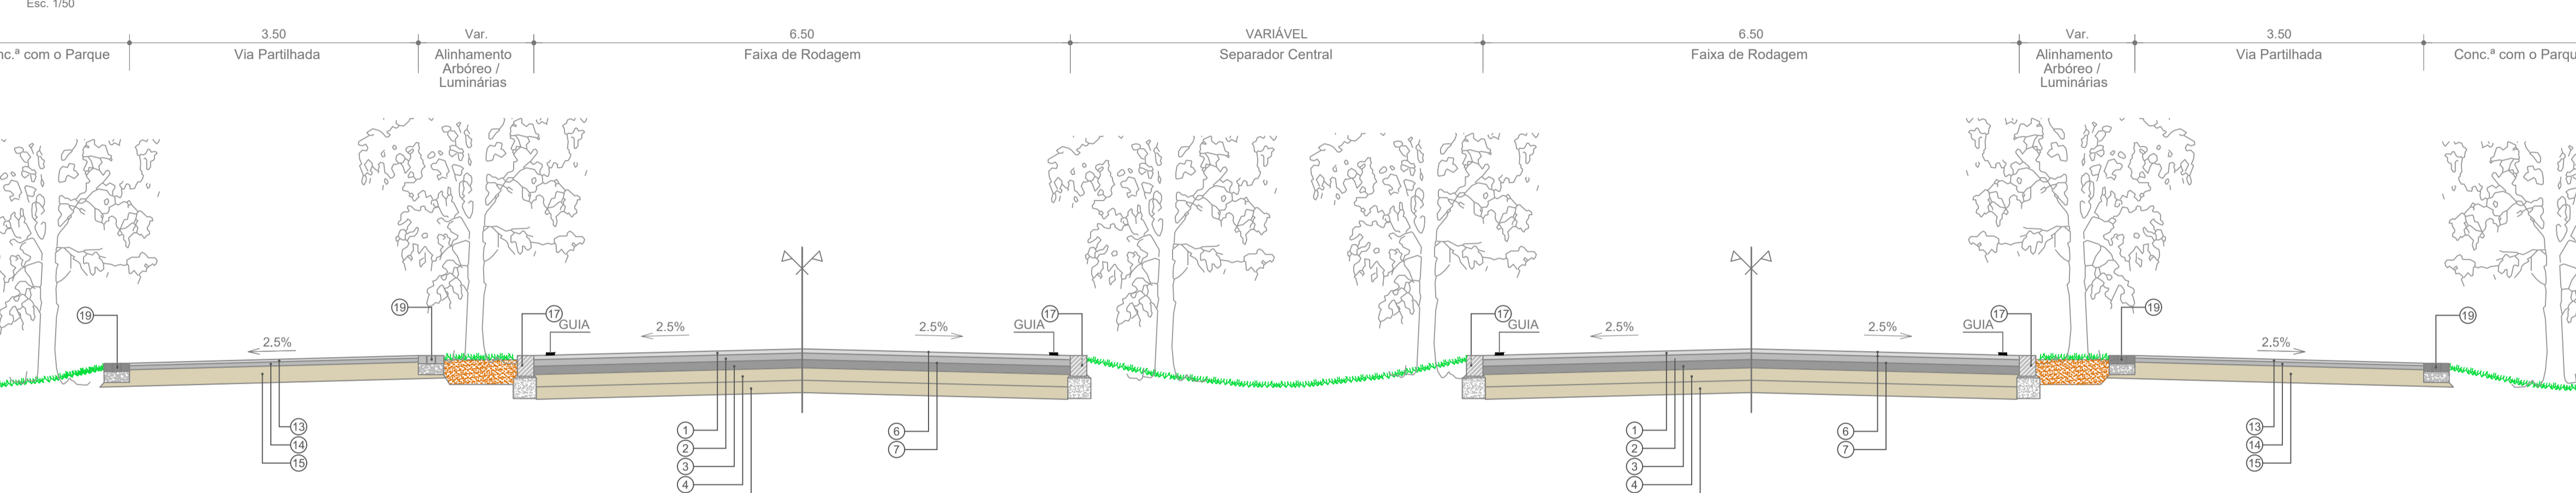 Esc. 1/50
3.50
Var.
6.50
VARIÁVEL
6.50
Var.
3.50
nc.ª com o Parque
Via Partilhada
Alinhamento
Arbóreo /
Luminárias
Faixa de Rodagem
Separador Central
Faixa de Rodagem
Alinhamento
Arbóreo /
Luminárias
Via Partilhada
Conc.ª com o Parqu
19
2.5%
19
17
GUIA
2.5%
2.5%
GUIA
17
17
GUIA
2.5%
2.5%
GUIA
17
19
2.5%
19
13
14
15
1
2
3
4
6
7
1
2
3
4
6
7
13
14
15